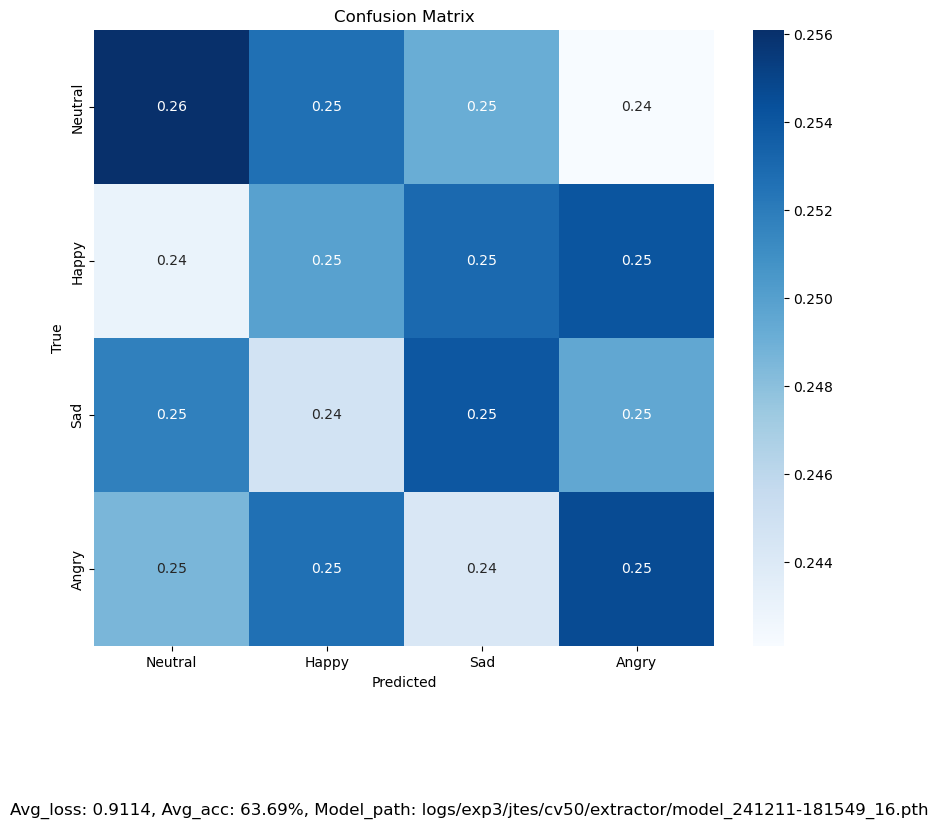 Confusion Matrix
Neutral 0.26 0.25 0.25 0.24
Happy 0.24 0.25 0.25 0.25
Sad 0.25 0.24 0.25 0.25
Angry 0.25 0.25 0.24 0.25
True
Neutral Happy Sad Angry
Predicted
0.256
0.254
0.252
0.250
0.248
0.246
0.244
Avg_loss: 0.9114, Avg_acc: 63.69%, Model_path: logs/exp3/jtes/cv50/extractor/model_241211-181549_16.pth